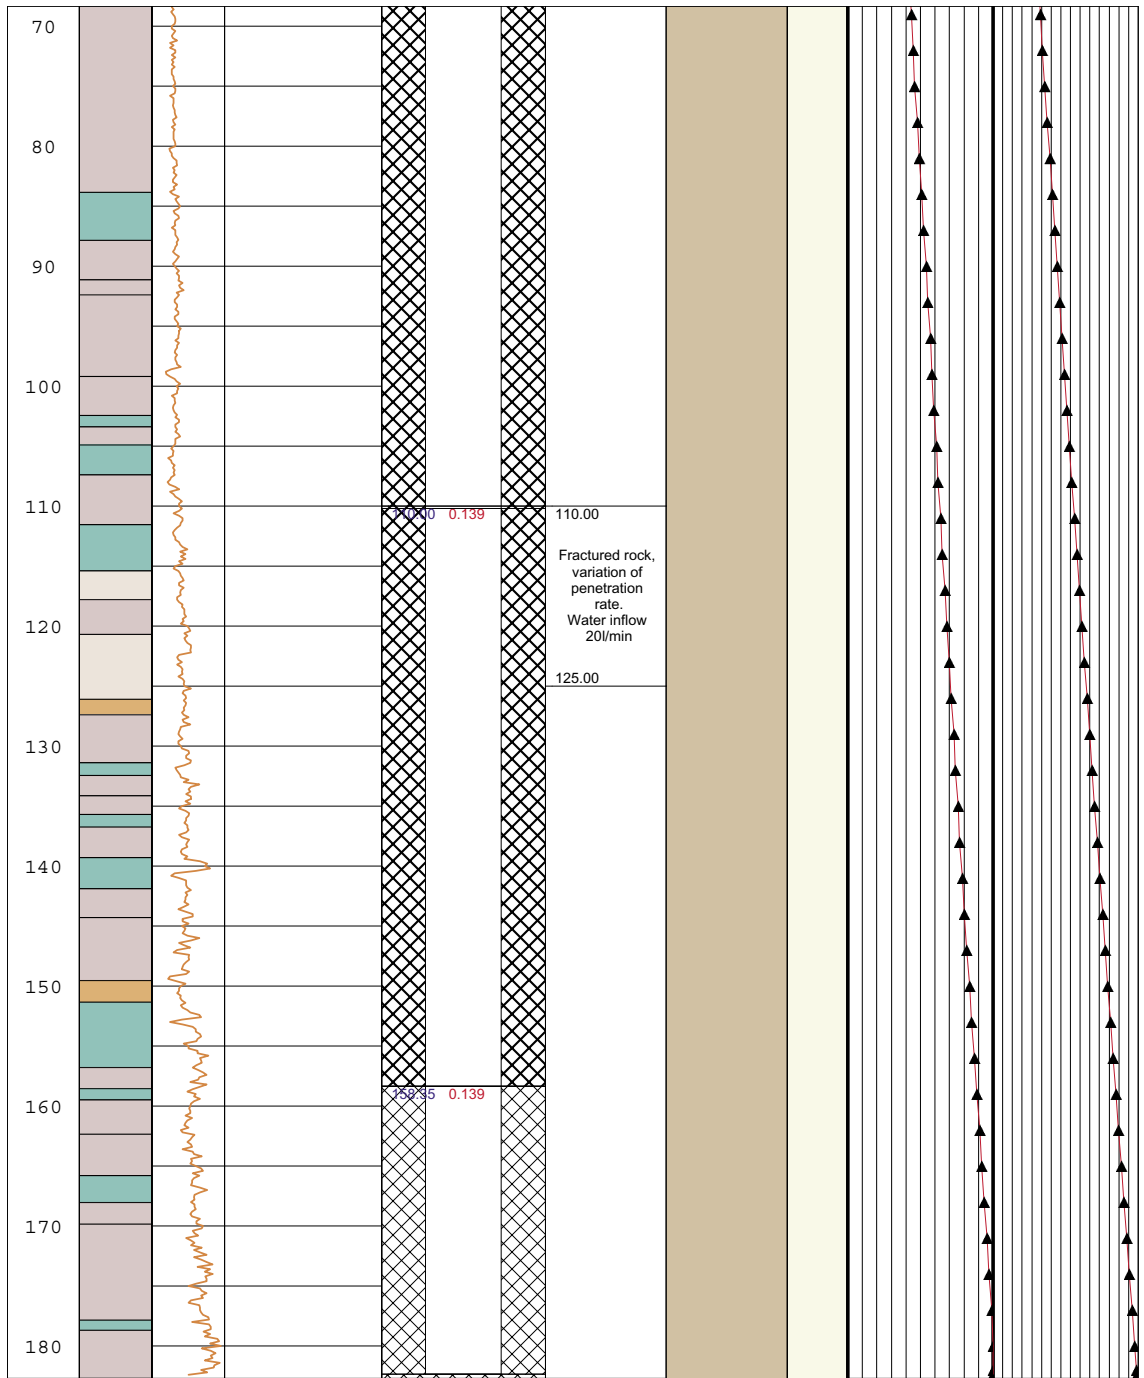 70
80
90
100
110
110.00 0.139 110.00
Fractured rock,
variation of
penetration
rate.
Water inflow
20l/min
120
125.00
130
140
150
158.35 0.139
160
170
180